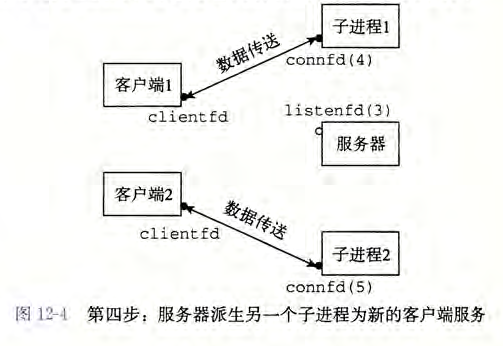 子进程1
数据传送
connfd(4)
客户端1
clientfd
listenfd(3)
服务器
客户端2
数据传送
clientfd
子进程2
connfd(5)
图 12-4 第四步：服务器派生另一个子进程为新的客户端服务